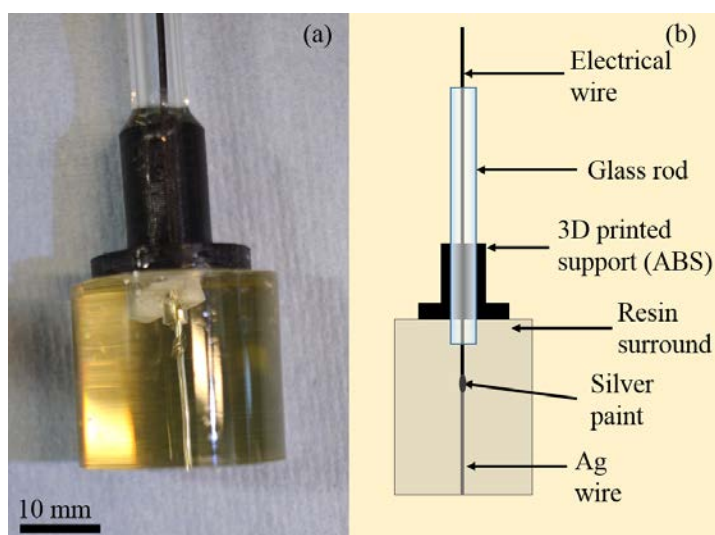 (a)
10 mm
(b)
Electrical
wire
Glass rod
3D printed
support (ABS)
Resin
surround
Silver
paint
Ag
wire